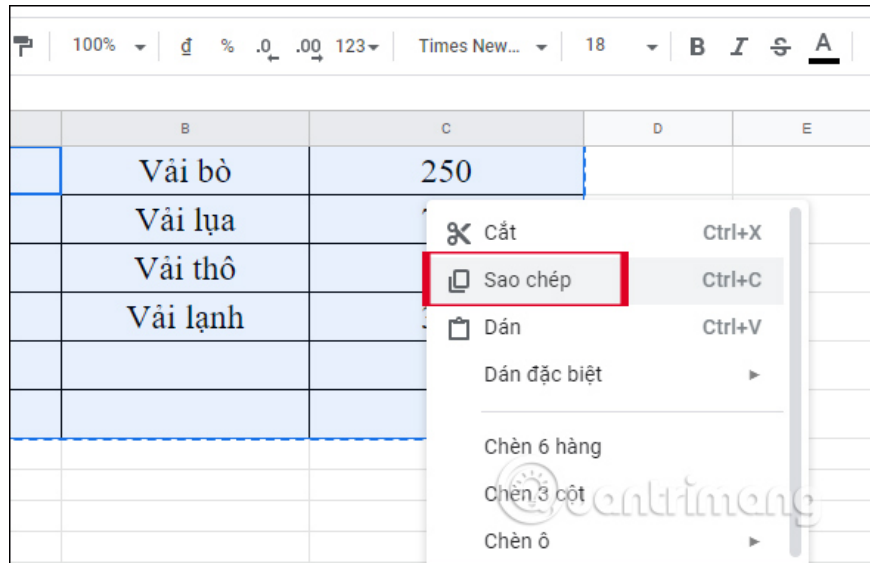 100% ₫ % .0 .00 123 Times New... 18 B I S A
B C D E
Vải bò 250
Vải lụa
Vải thô
Vải lạnh
Cắt Ctrl+X
Sao chép Ctrl+C
Dán Ctrl+V
Dán đặc biệt
Chèn 6 hàng
Chèn 3 cột
uantrimang
Chèn ô